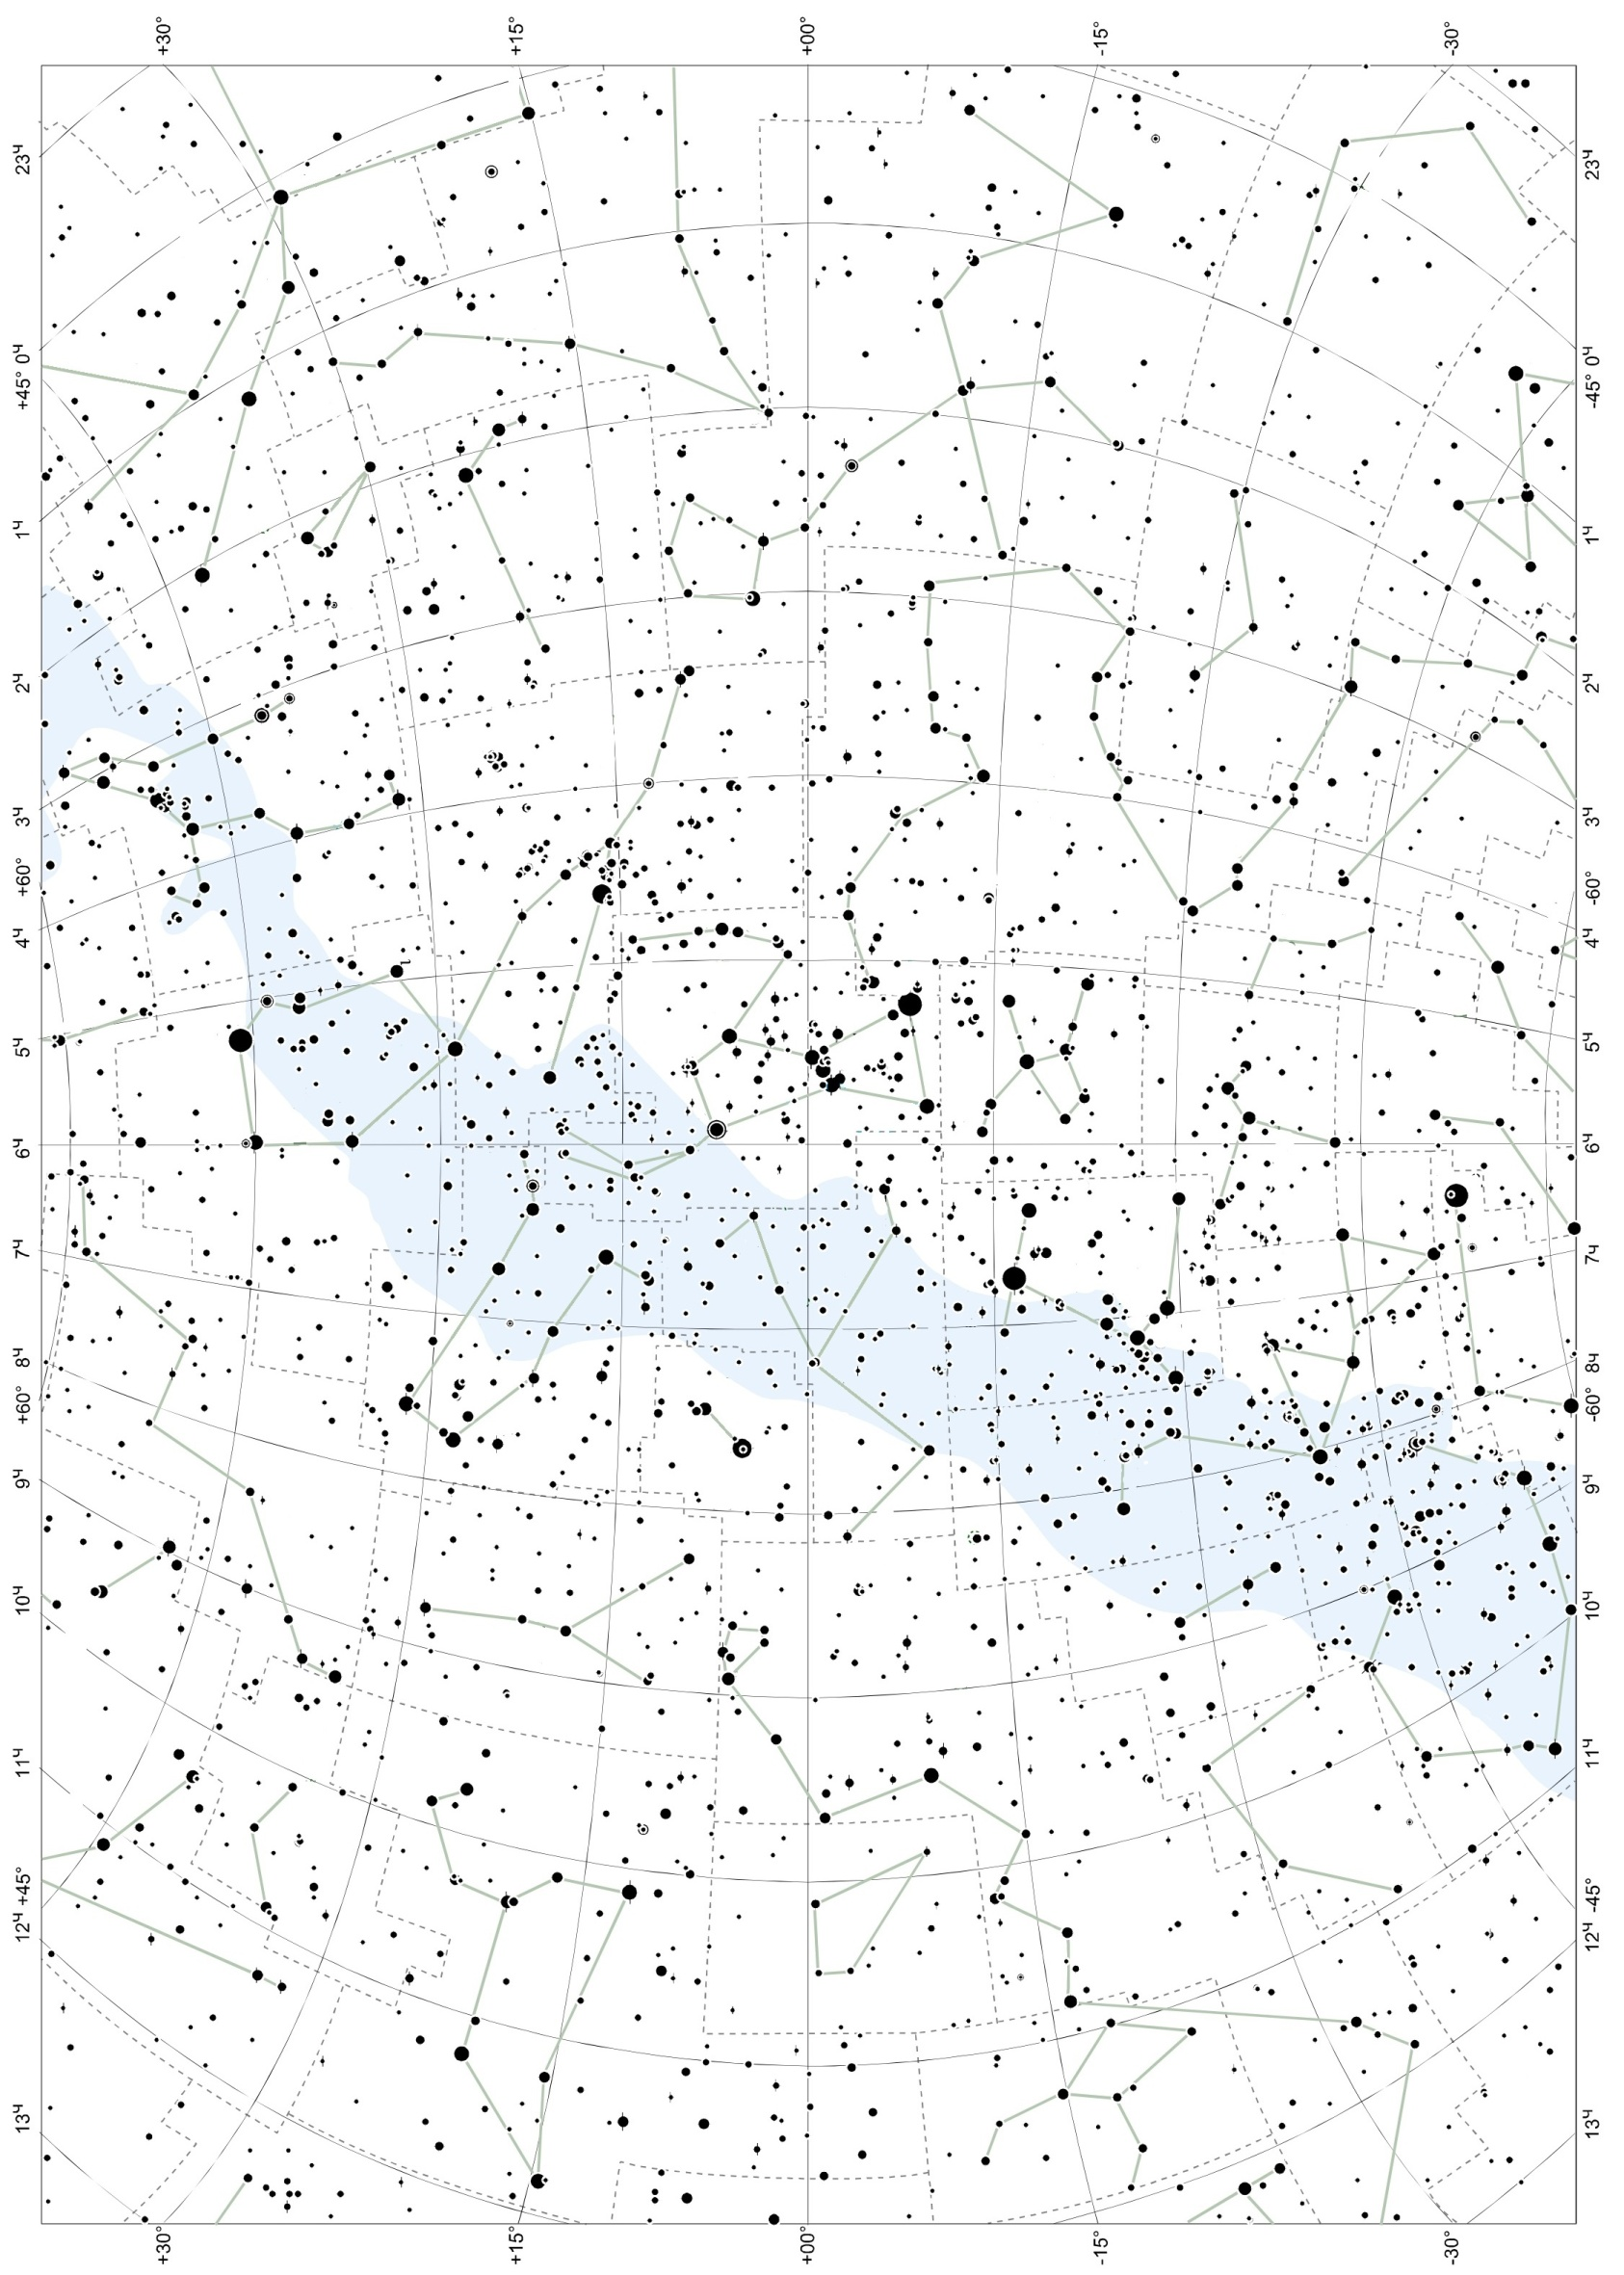 +30° +15° +00° -15° -30°
23ч 23ч
0ч 0ч
+45° -45°
1ч 1ч
2ч 2ч
3ч 3ч
+60° -60°
4ч 4ч
5ч 5ч
6ч 6ч
7ч 7ч
8ч 8ч
+60° -60°
9ч 9ч
10ч 10ч
11ч 11ч
+45° -45°
12ч 12ч
13ч 13ч
+30° +15° +00° -15° -30°